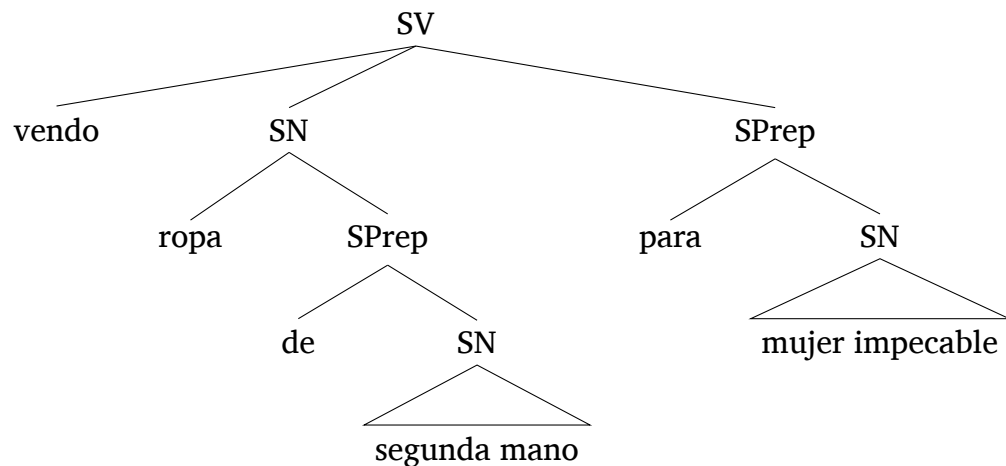 SV
vendo SN SPrep
ropa SPrep para SN
de SN mujer impecable
segunda mano